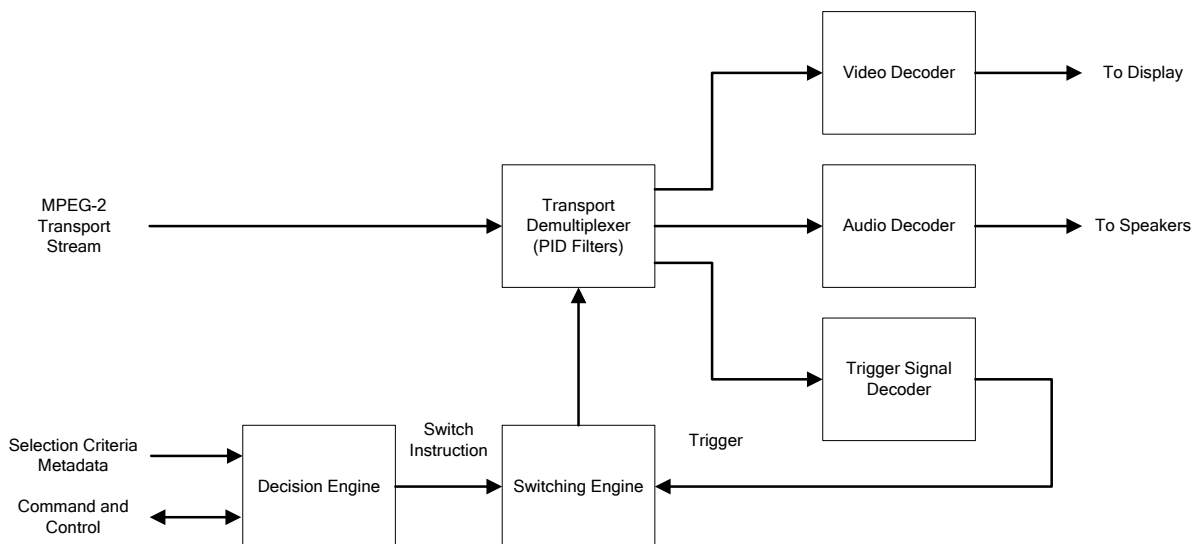 Video Decoder
To Display
MPEG-2
Transport
Stream
Transport
Demultiplexer
(PID Filters)
Audio Decoder
To Speakers
Trigger Signal
Decoder
Selection Criteria
Metadata
Command and
Control
Decision Engine
Switch
Instruction
Switching Engine
Trigger